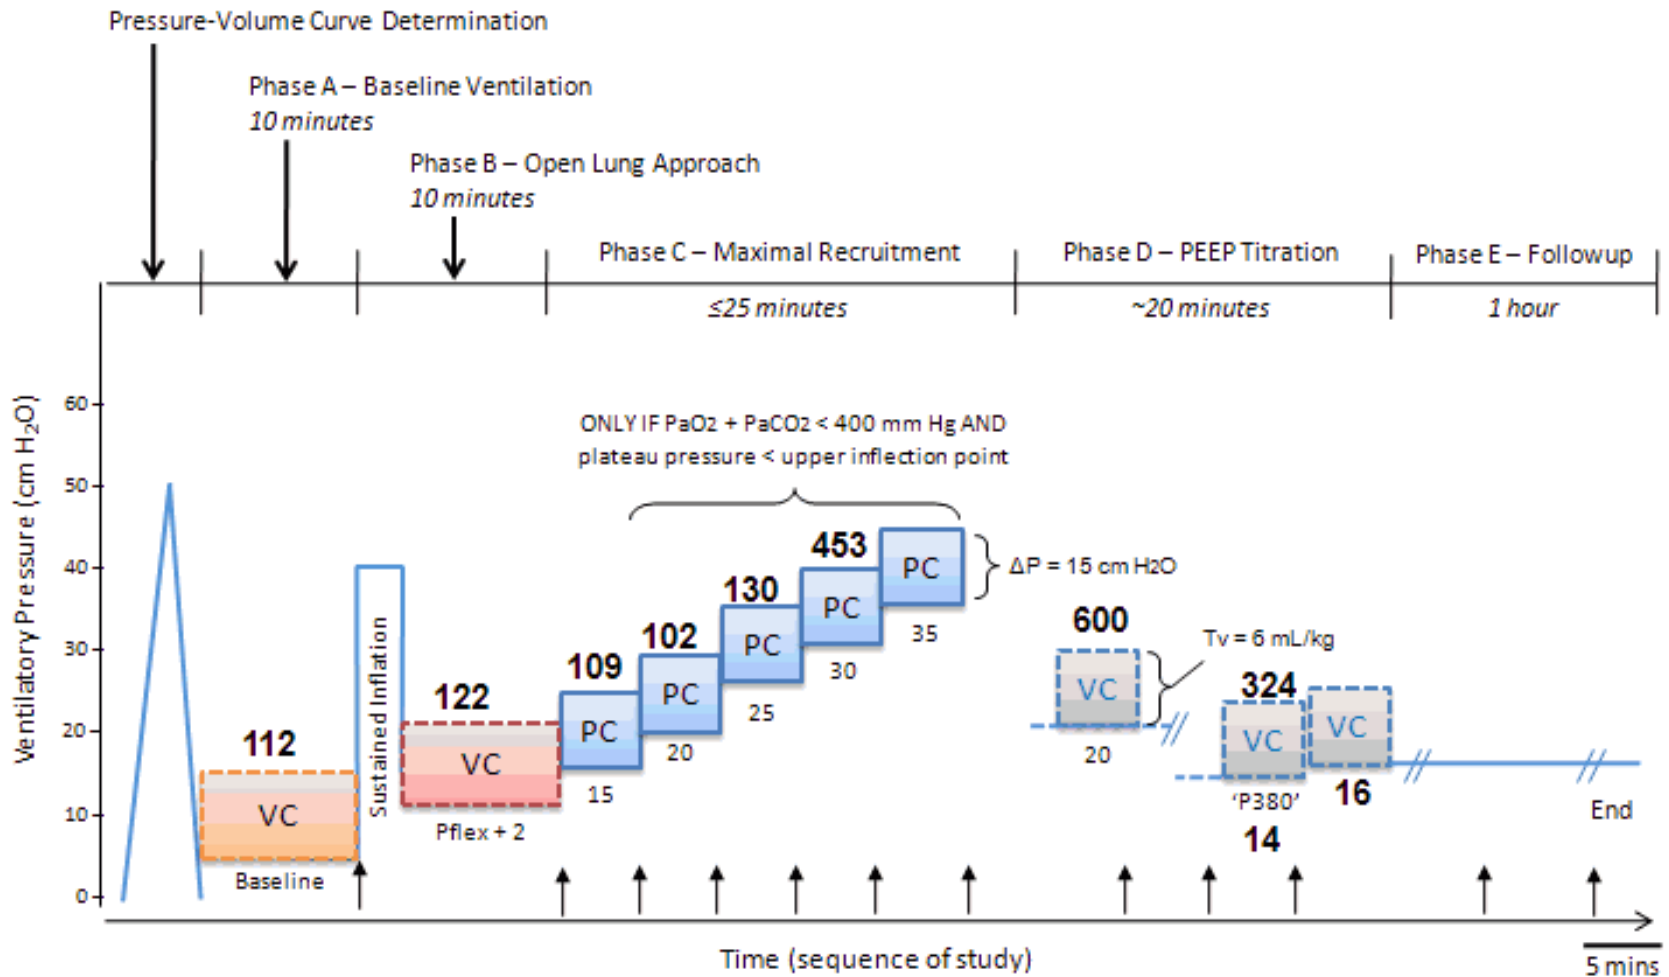 Pressure-Volume Curve Determination
Phase A – Baseline Ventilation
10 minutes
Phase B – Open Lung Approach
10 minutes
Phase C – Maximal Recruitment
≤25 minutes
Phase D – PEEP Titration
~20 minutes
Phase E – Followup
1 hour
Ventilatory Pressure (cm H₂O)
60
50
40
30
20
10
0
ONLY IF PaO2 + PaCO2 < 400 mm Hg AND
plateau pressure < upper inflection point
112
VC
Baseline
Sustained Inflation
122
VC
Pflex + 2
109
PC
15
102
PC
20
130
PC
25
453
PC
30
PC
35
ΔP = 15 cm H2O
600
VC
20
Tv = 6 mL/kg
324
VC
'P380'
14
VC
16
End
Time (sequence of study)
5 mins